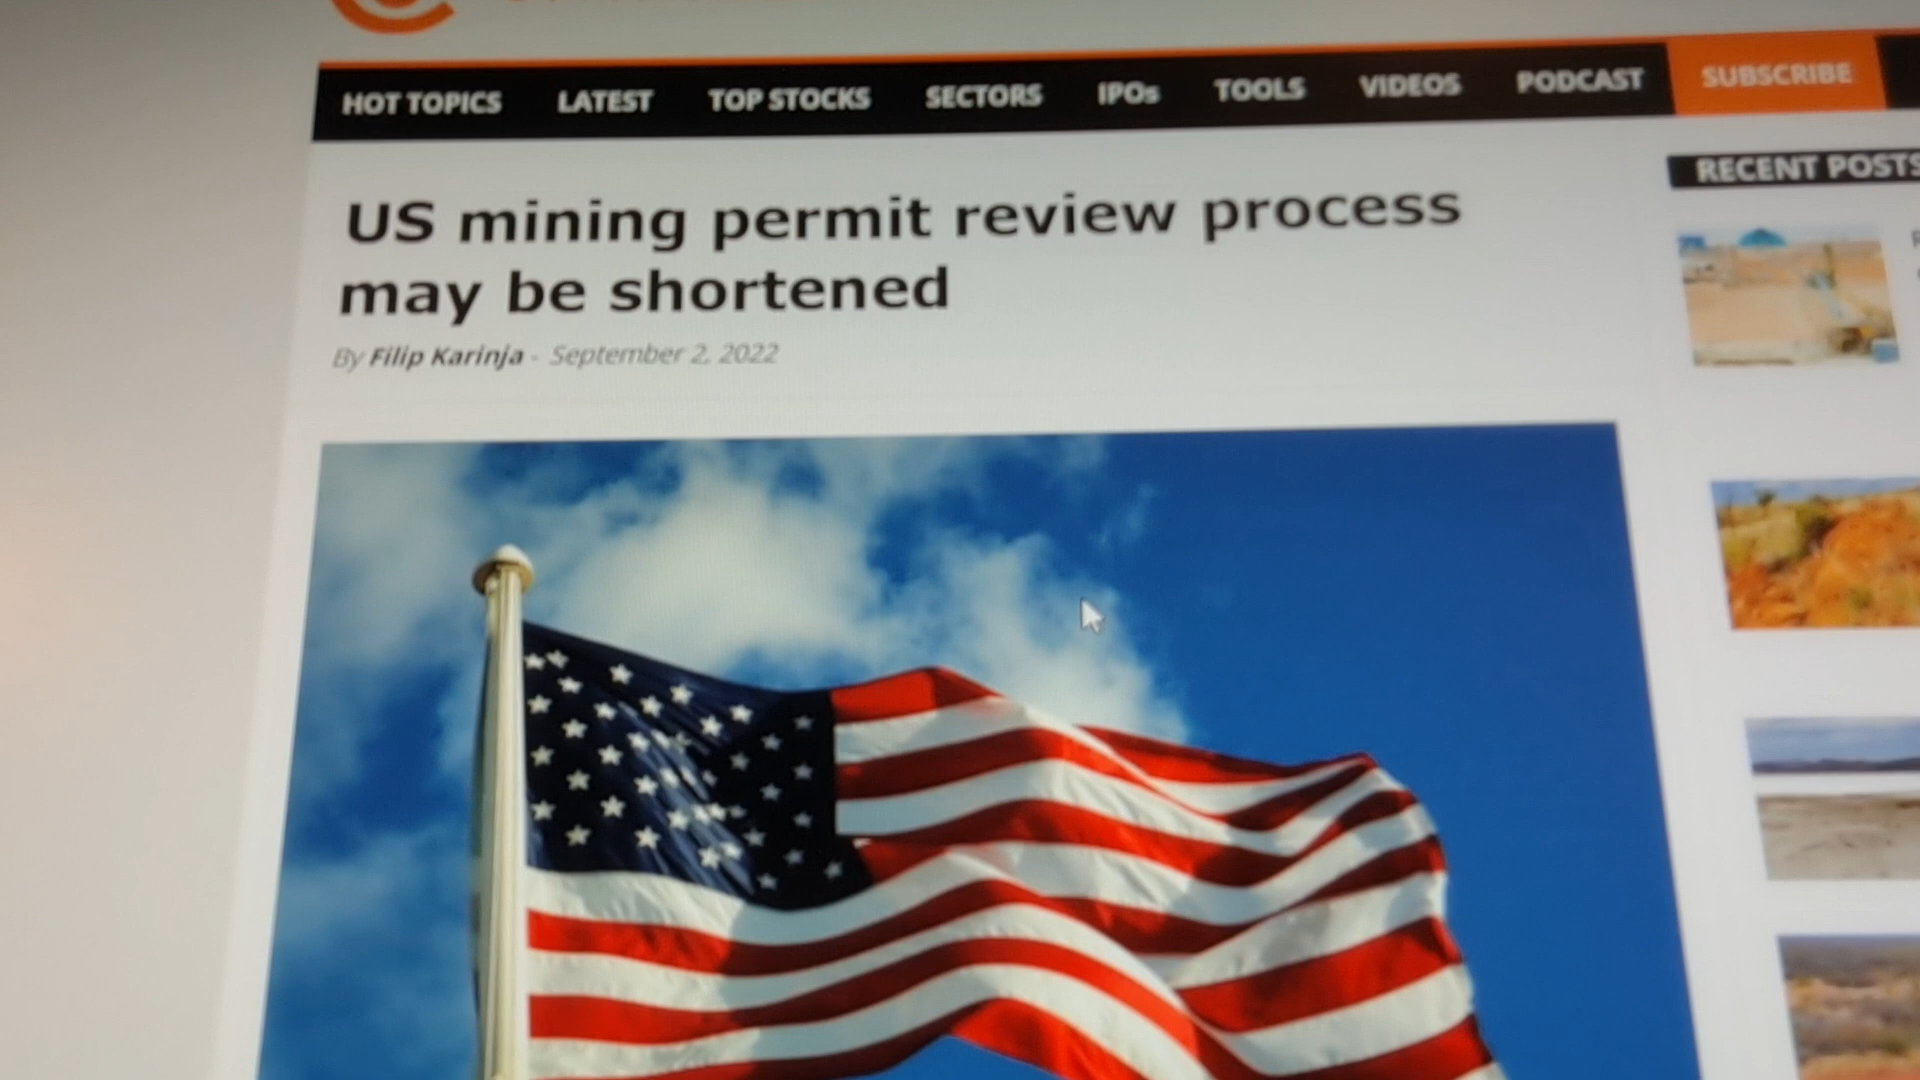 HOT TOPICS LATEST TOP STOCKS SECTORS IPOs TOOLS VIDEOS PODCAST SUBSCRIBE
RECENT POSTS
US mining permit review process
may be shortened
By Filip Karinja - September 2, 2022